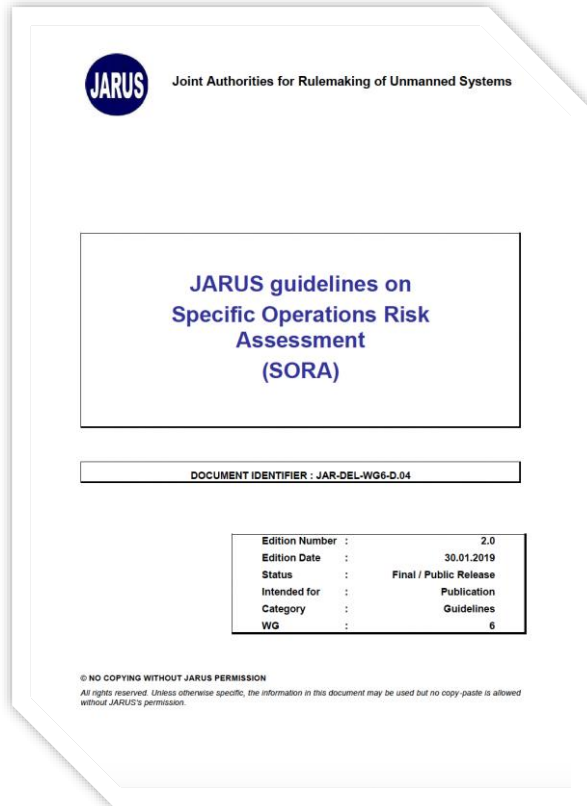 JARUS
Joint Authorities for Rulemaking of Unmanned Systems
JARUS guidelines on
Specific Operations Risk
Assessment
(SORA)
DOCUMENT IDENTIFIER : JAR-DEL-WG6-D.04
Edition Number : 2.0
Edition Date : 30.01.2019
Status : Final / Public Release
Intended for : Publication
Category : Guidelines
WG : 6
© NO COPYING WITHOUT JARUS PERMISSION
All rights reserved. Unless otherwise specific, the information in this document may be used but no copy-paste is allowed
without JARUS's permission.